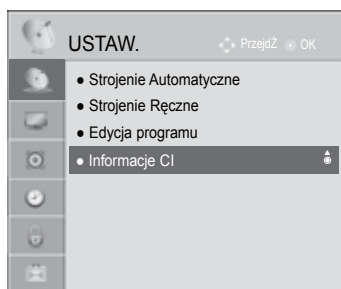 USTAW. PrzejdŹ OK
● Strojenie Automatyczne
● Strojenie Ręczne
● Edycja programu
● Informacje CI